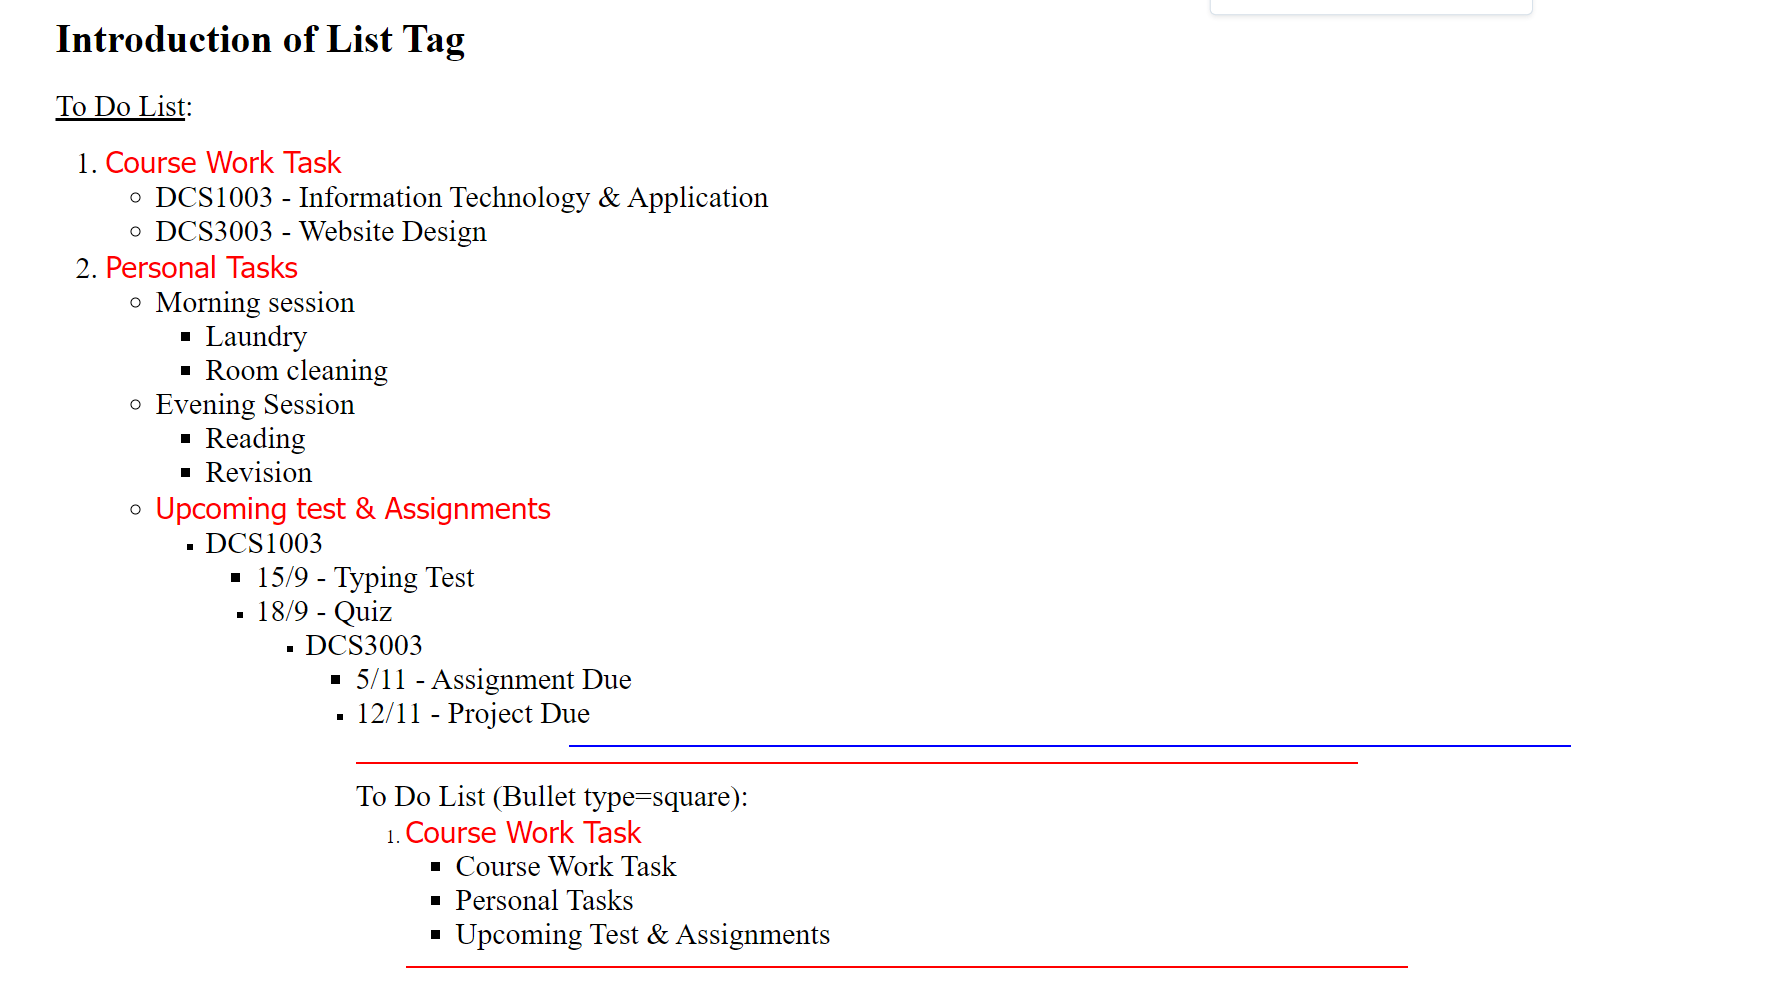 Introduction of List Tag
To Do List:
1. Course Work Task
DCS1003 - Information Technology & Application
DCS3003 - Website Design
2. Personal Tasks
Morning session
Laundry
Room cleaning
Evening Session
Reading
Revision
Upcoming test & Assignments
DCS1003
15/9 - Typing Test
18/9 - Quiz
DCS3003
5/11 - Assignment Due
12/11 - Project Due
To Do List (Bullet type=square):
1. Course Work Task
Course Work Task
Personal Tasks
Upcoming Test & Assignments